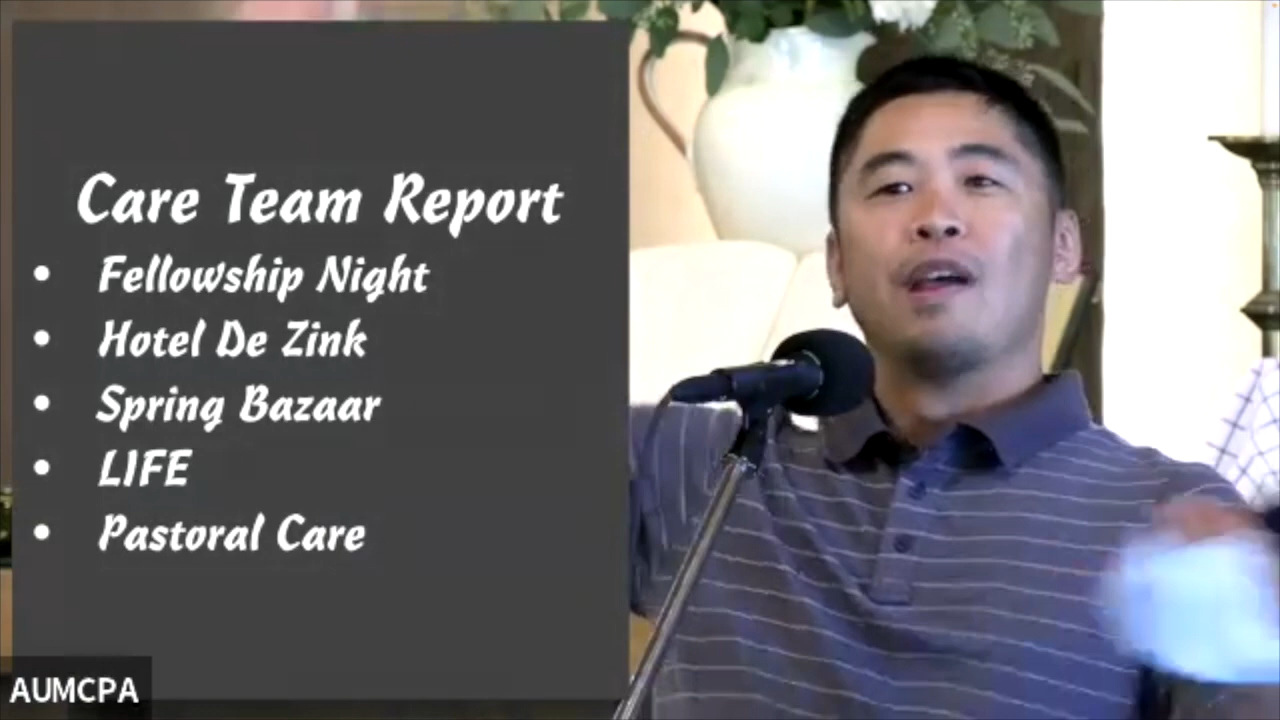 Care Team Report
• Fellowship Night
• Hotel De Zink
• Spring Bazaar
• LIFE
• Pastoral Care
AUMCPA